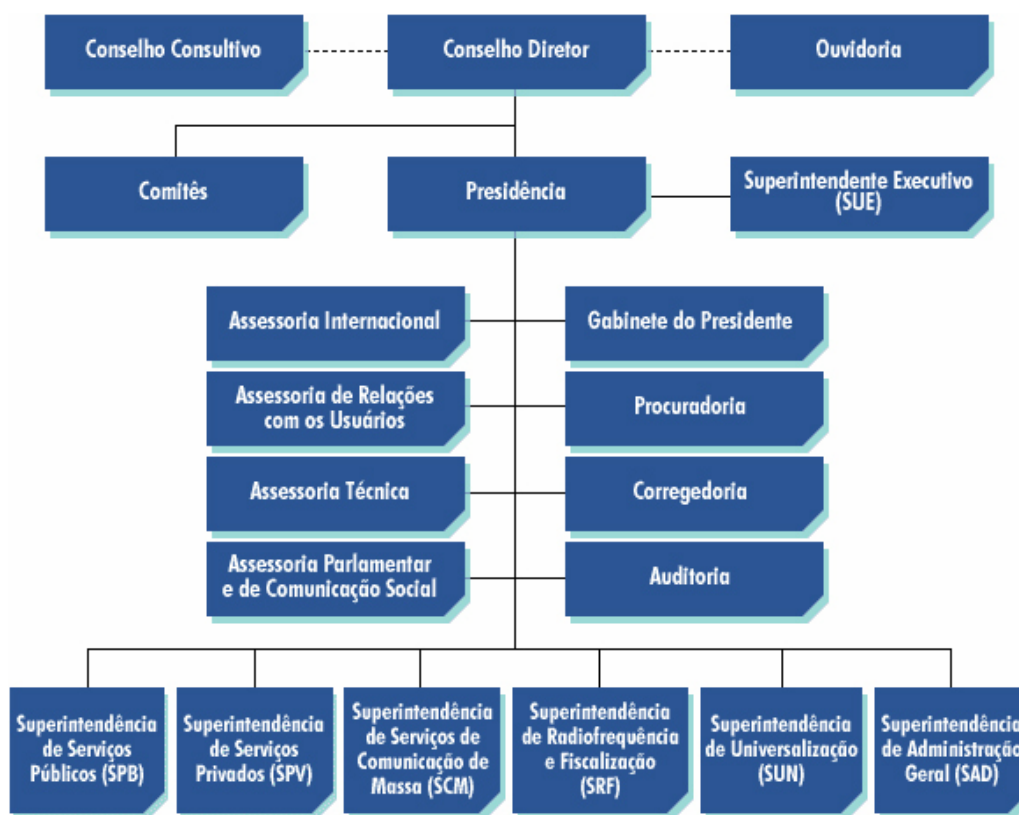 Conselho Consultivo
Conselho Diretor
Ouvidoria
Comitês
Presidência
Superintendente Executivo
(SUE)
Assessoria Internacional
Gabinete do Presidente
Assessoria de Relações
com os Usuários
Procuradoria
Assessoria Técnica
Corregedoria
Assessoria Parlamentar
e de Comunicação Social
Auditoria
Superintendência
de Serviços
Públicos (SPB)
Superintendência
de Serviços
Privados (SPV)
Superintendência
de Serviços de
Comunicação de
Massa (SCM)
Superintendência
de Radiofrequência
e Fiscalização
(SRF)
Superintendência
de Universalização
(SUN)
Superintendência
de Administração
Geral (SAD)